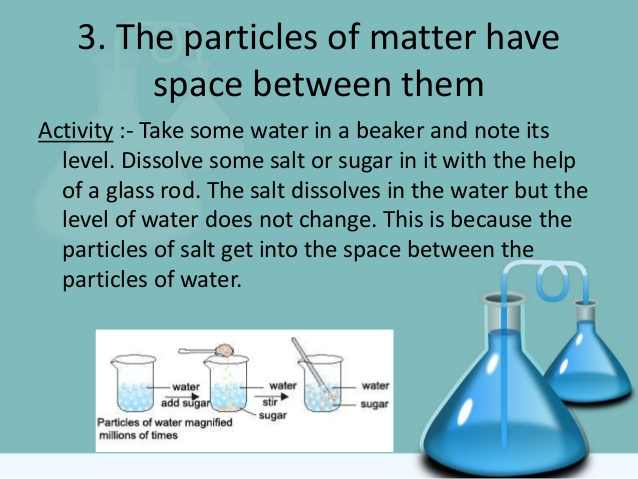 3. The particles of matter have
space between them
Activity :- Take some water in a beaker and note its
level. Dissolve some salt or sugar in it with the help
of a glass rod. The salt dissolves in the water but the
level of water does not change. This is because the
particles of salt get into the space between the
particles of water.
water
add sugar
water
stir
sugar
water
sugar
Particles of water magnified
millions of times